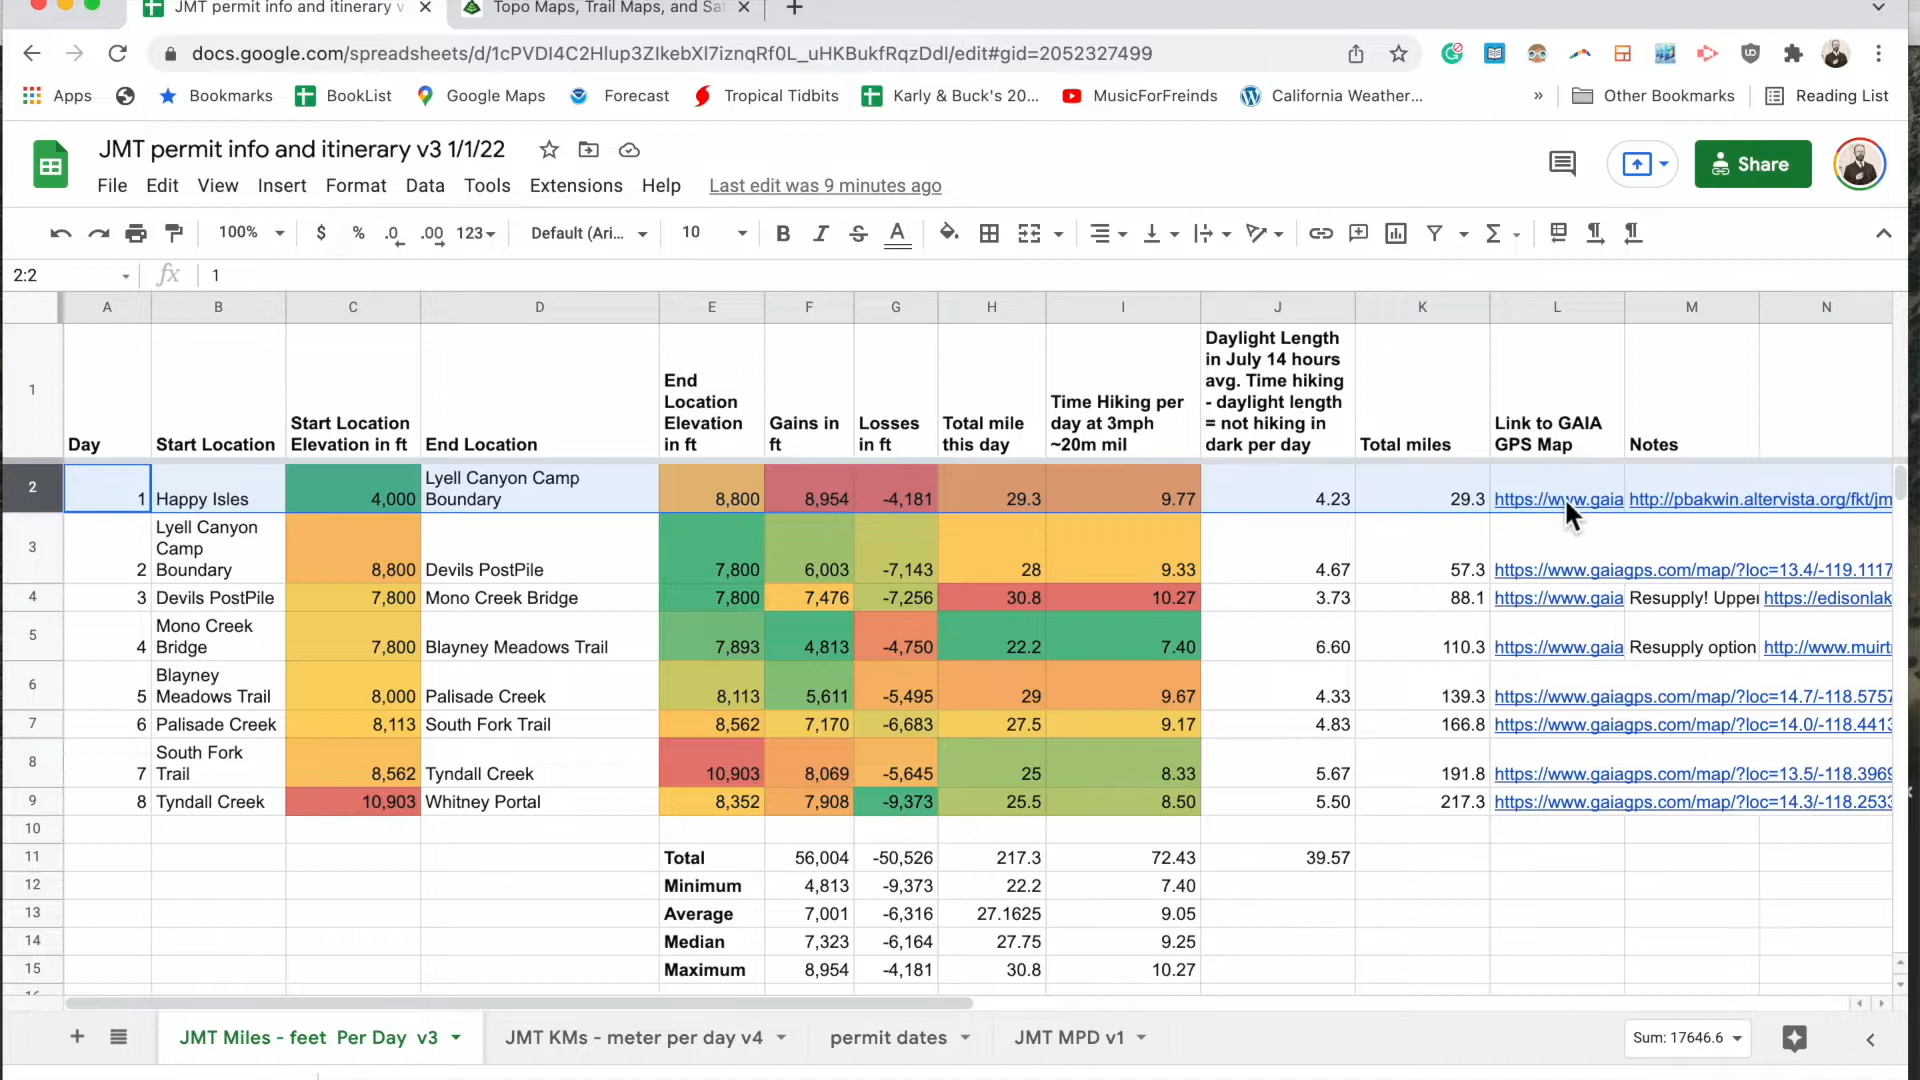 JMT permit info and itinerary v
Topo Maps, Trail Maps, and Sat
docs.google.com/spreadsheets/d/1cPVDI4C2Hlup3ZIkebXl7iznqRf0L_uHKBukfRqzDdI/edit#gid=2052327499
Apps Bookmarks BookList Google Maps Forecast Tropical Tidbits Karly & Buck's 20... MusicForFreinds California Weather... » Other Bookmarks Reading List
JMT permit info and itinerary v3 1/1/22
Share
File Edit View Insert Format Data Tools Extensions Help Last edit was 9 minutes ago
100% $ % .0 .00 123 Default (Ari... 10 B I S A Σ
2:2 fx 1
A B C D E F G H I J K L M N
1
Day
Start Location
Start Location
Elevation in ft
End Location
End
Location
Elevation
in ft
Gains in
ft
Losses
in ft
Total mile
this day
Time Hiking per
day at 3mph
~20m mil
Daylight Length
in July 14 hours
avg. Time hiking
- daylight length
= not hiking in
dark per day
Total miles
Link to GAIA
GPS Map
Notes
2 1 Happy Isles 4,000
Lyell Canyon Camp
Boundary
8,800 8,954 -4,181 29.3 9.77 4.23 29.3 https://www.gaia http://pbakwin.altervista.org/fkt/jm
3 2
Lyell Canyon
Camp
Boundary
8,800 Devils PostPile 7,800 6,003 -7,143 28 9.33 4.67 57.3 https://www.gaiagps.com/map/?loc=13.4/-119.1117
4 3 Devils PostPile 7,800 Mono Creek Bridge 7,800 7,476 -7,256 30.8 10.27 3.73 88.1 https://www.gaia Resupply! Upper https://edisonlak
5 4
Mono Creek
Bridge
7,800 Blayney Meadows Trail 7,893 4,813 -4,750 22.2 7.40 6.60 110.3 https://www.gaia Resupply option http://www.muirt
6 5
Blayney
Meadows Trail
8,000 Palisade Creek 8,113 5,611 -5,495 29 9.67 4.33 139.3 https://www.gaiagps.com/map/?loc=14.7/-118.5757
7 6 Palisade Creek 8,113 South Fork Trail 8,562 7,170 -6,683 27.5 9.17 4.83 166.8 https://www.gaiagps.com/map/?loc=14.0/-118.4413
8 7
South Fork
Trail
8,562 Tyndall Creek 10,903 8,069 -5,645 25 8.33 5.67 191.8 https://www.gaiagps.com/map/?loc=13.5/-118.3969
9 8 Tyndall Creek 10,903 Whitney Portal 8,352 7,908 -9,373 25.5 8.50 5.50 217.3 https://www.gaiagps.com/map/?loc=14.3/-118.2533
10
11 Total 56,004 -50,526 217.3 72.43 39.57
12 Minimum 4,813 -9,373 22.2 7.40
13 Average 7,001 -6,316 27.1625 9.05
14 Median 7,323 -6,164 27.75 9.25
15 Maximum 8,954 -4,181 30.8 10.27
JMT Miles - feet Per Day v3 JMT KMs - meter per day v4 permit dates JMT MPD v1 Sum: 17646.6